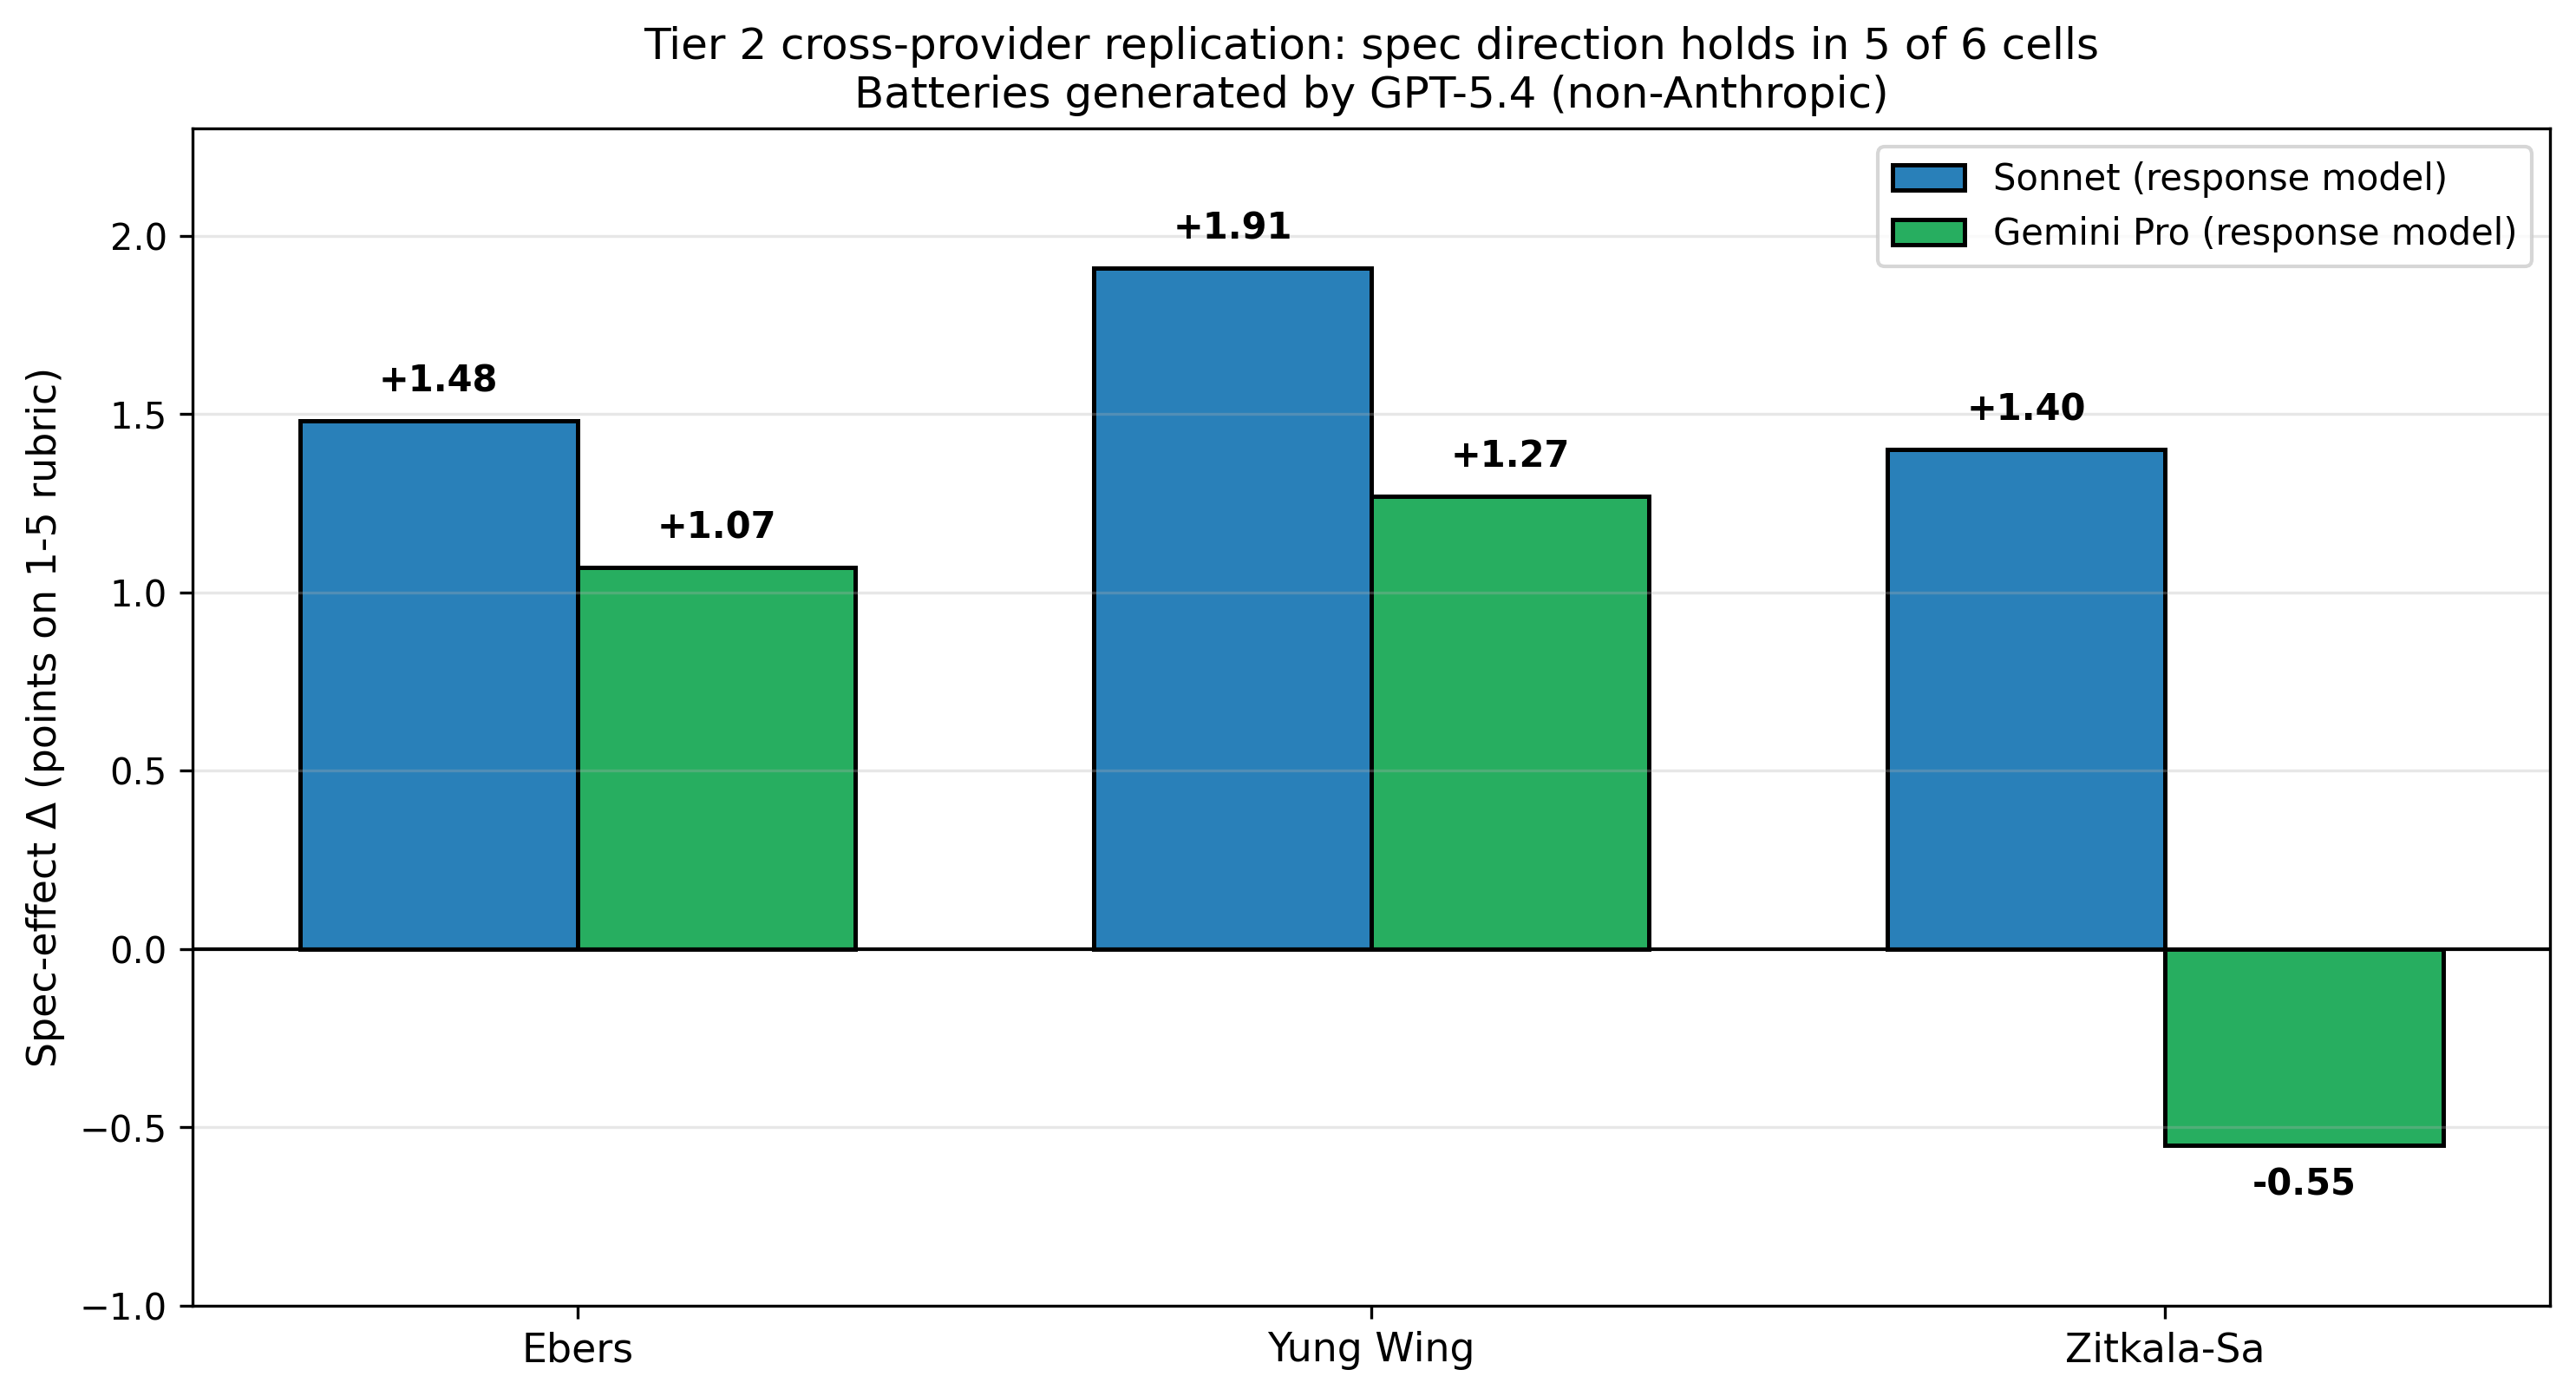 Tier 2 cross-provider replication: spec direction holds in 5 of 6 cells
Batteries generated by GPT-5.4 (non-Anthropic)
Sonnet (response model)
Gemini Pro (response model)
Spec-effect Δ (points on 1-5 rubric)
2.0
1.5
1.0
0.5
0.0
−0.5
−1.0
+1.48
+1.07
+1.91
+1.27
+1.40
-0.55
Ebers
Yung Wing
Zitkala-Sa